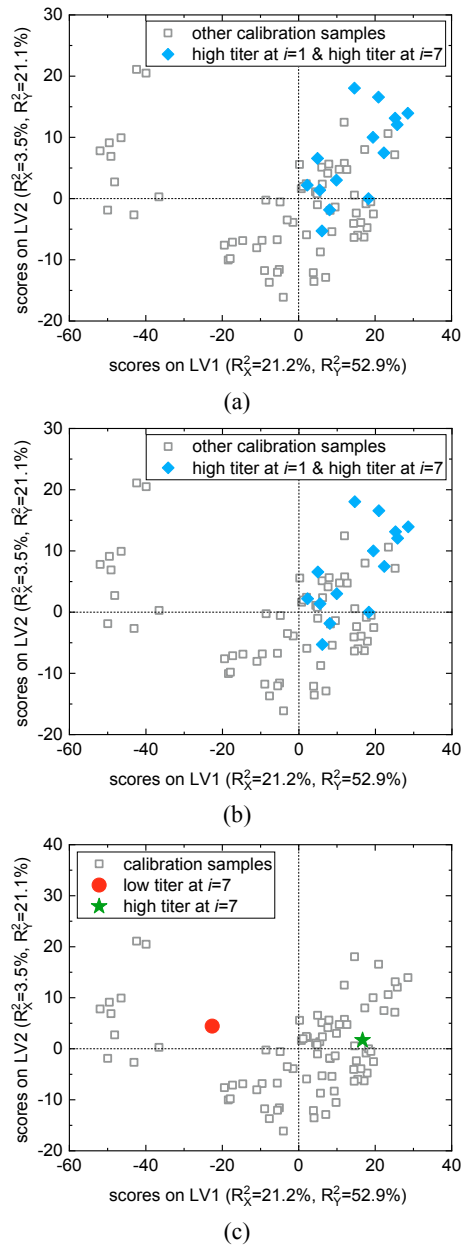 30
other calibration samples
high titer at i=1 & high titer at i=7
20
10
0
-10
-20
-60
-40
-20
0
20
40
scores on LV2 (R²X=3.5%, R²Y=21.1%)
scores on LV1 (R²X=21.2%, R²Y=52.9%)
(a)
30
other calibration samples
high titer at i=1 & high titer at i=7
20
10
0
-10
-20
-60
-40
-20
0
20
40
scores on LV2 (R²X=3.5%, R²Y=21.1%)
scores on LV1 (R²X=21.2%, R²Y=52.9%)
(b)
40
calibration samples
low titer at i=7
high titer at i=7
30
20
10
0
-10
-20
-60
-40
-20
0
20
40
scores on LV2 (R²X=3.5%, R²Y=21.1%)
scores on LV1 (R²X=21.2%, R²Y=52.9%)
(c)